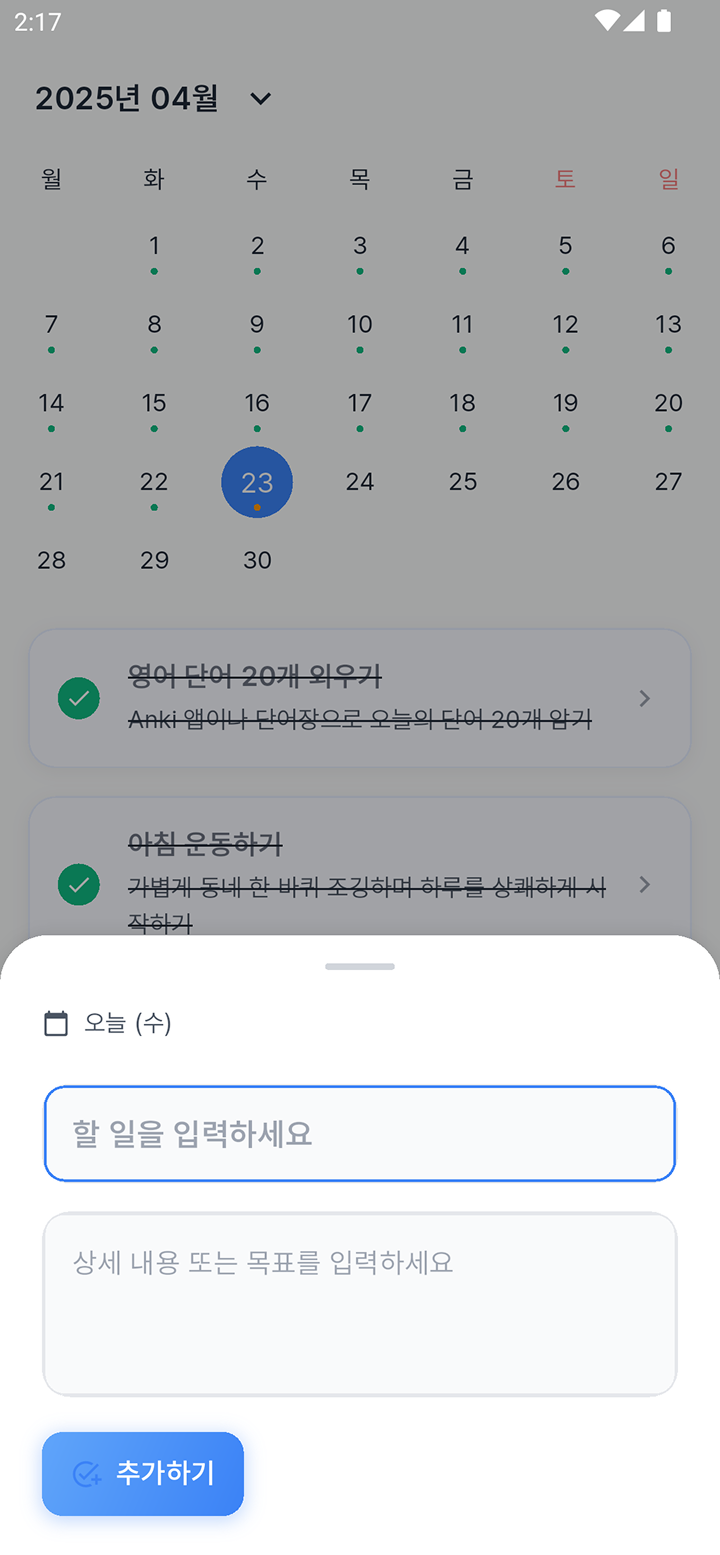 2:17
2025년 04월
월 화 수 목 금 토 일
1 2 3 4 5 6
7 8 9 10 11 12 13
14 15 16 17 18 19 20
21 22 23 24 25 26 27
28 29 30
영어 단어 20개 외우기
Anki 앱이나 단어장으로 오늘의 단어 20개 암기
아침 운동하기
가볍게 동네 한 바퀴 조깅하며 하루를 상쾌하게 시
작하기
오늘 (수)
할 일을 입력하세요
상세 내용 또는 목표를 입력하세요
추가하기